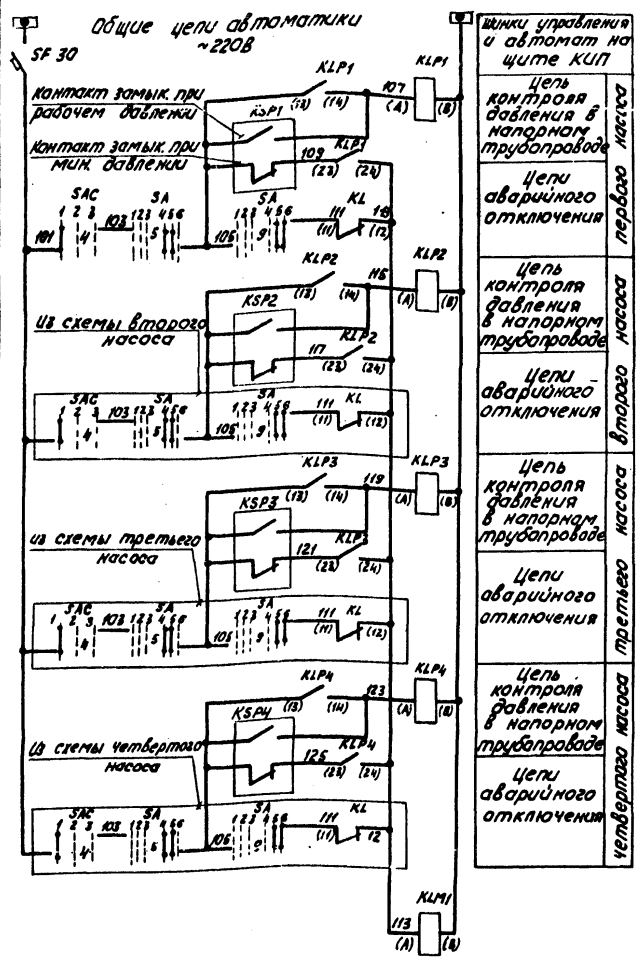 Общие цепи автоматики
~220В
SF 30
KLP1
KLP1
107
(13)
(14)
(A)
(B)
Контакт замык. при
рабочем давлении
KSP1
Контакт замык. при
мин. давлении
109
KLP1
(23)
(24)
SAC
SA
SA
KL
1 2 3
103
1 2 3 4 5 6
1 2 3 4 5 6
111
113
101
4
5
105
9
(11)
(12)
KLP2
KLP2
115
(13)
(14)
(A)
(B)
KSP2
Из схемы второго
насоса
117
KLP2
(23)
(24)
SAC
SA
SA
KL
1 2 3
103
1 2 3 4 5 6
1 2 3 4 5 6
111
4
5
105
9
(11)
(12)
KLP3
KLP3
119
(13)
(14)
(A)
(B)
KSP3
Из схемы третьего
насоса
121
KLP3
(23)
(24)
SAC
SA
SA
KL
1 2 3
103
1 2 3 4 5 6
1 2 3 4 5 6
111
4
5
105
9
(11)
(12)
KLP4
KLP4
123
(13)
(14)
(A)
(B)
KSP4
Из схемы четвертого
насоса
125
KLP4
(23)
(24)
SAC
SA
SA
KL
1 2 3
103
1 2 3 4 5 6
1 2 3 4 5 6
111
4
5
105
9
(11)
12
KLM1
113
(A)
(B)
Шинки управления
и автомат на
щите КИП
Цепь
контроля
давления в
напорном
трубопроводе
Цепи
аварийного
отключения
первого насоса
Цепь
контроля
давления
в напорном
трубопроводе
Цепи
аварийного
отключения
второго насоса
Цепь
контроля
давления
в напорном
трубопроводе
Цепи
аварийного
отключения
третьего насоса
Цепь
контроля
давления
в напорном
трубопроводе
Цепи
аварийного
отключения
четвертого насоса